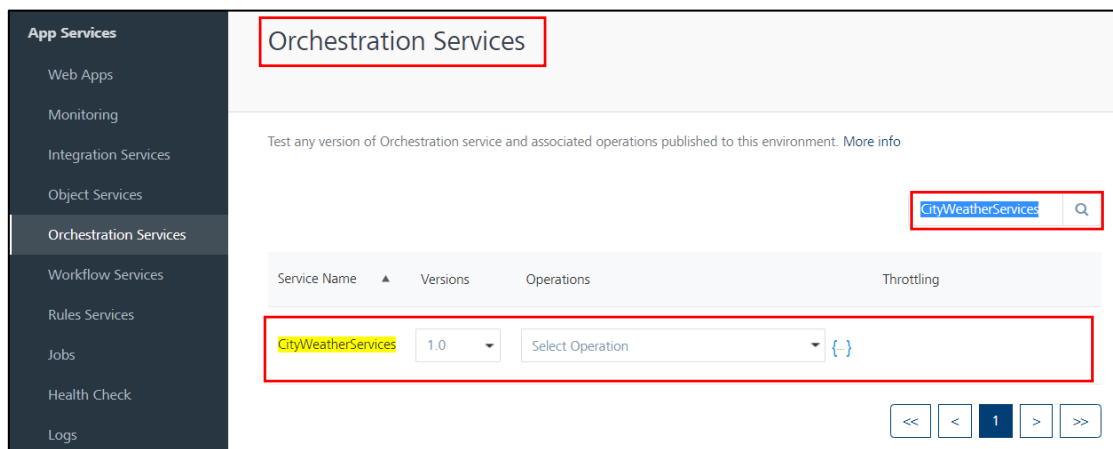 App Services
Web Apps
Monitoring
Integration Services
Object Services
Orchestration Services
Workflow Services
Rules Services
Jobs
Health Check
Logs
Orchestration Services
Test any version of Orchestration service and associated operations published to this environment. More info
CityWeatherServices
Service Name ▲ Versions Operations Throttling
CityWeatherServices 1.0 Select Operation {...}
<< < 1 > >>